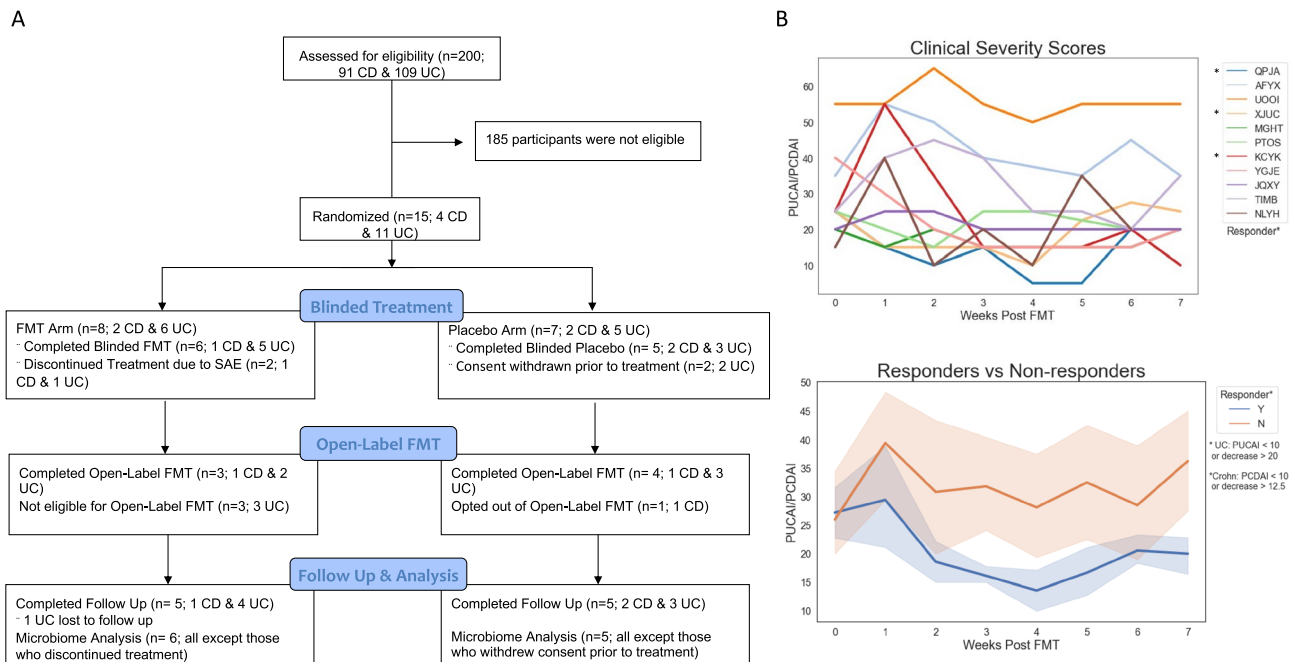 A
Assessed for eligibility (n=200;
91 CD & 109 UC)
185 participants were not eligible
Randomized (n=15; 4 CD
& 11 UC)
Blinded Treatment
FMT Arm (n=8; 2 CD & 6 UC)
¨ Completed Blinded FMT (n=6; 1 CD & 5 UC)
¨ Discontinued Treatment due to SAE (n=2; 1
CD & 1 UC)
Placebo Arm (n=7; 2 CD & 5 UC)
¨ Completed Blinded Placebo (n= 5; 2 CD & 3 UC)
¨ Consent withdrawn prior to treatment (n=2; 2 UC)
Open-Label FMT
Completed Open-Label FMT (n=3; 1 CD & 2
UC)
Not eligible for Open-Label FMT (n=3; 3 UC)
Completed Open-Label FMT (n= 4; 1 CD & 3
UC)
Opted out of Open-Label FMT (n=1; 1 CD)
Follow Up & Analysis
Completed Follow Up (n= 5; 1 CD & 4 UC)
¨ 1 UC lost to follow up
Microbiome Analysis (n= 6; all except those
who discontinued treatment)
Completed Follow Up (n=5; 2 CD & 3 UC)
Microbiome Analysis (n=5; all except those
who withdrew consent prior to treatment)
B
Clinical Severity Scores
PUCAI/PCDAI
60
50
40
30
20
10
0 1 2 3 4 5 6 7
Weeks Post FMT
* QPJA
AFYX
UOOI
* XJUC
MGHT
PTOS
* KCYK
YGJE
JQXY
TIMB
NLYH
Responder*
Responders vs Non-responders
PUCAI/PCDAI
50
45
40
35
30
25
20
15
10
0 1 2 3 4 5 6 7
Weeks Post FMT
Responder*
Y
N
* UC: PUCAI < 10
or decrease > 20
*Crohn: PCDAI < 10
or decrease > 12.5